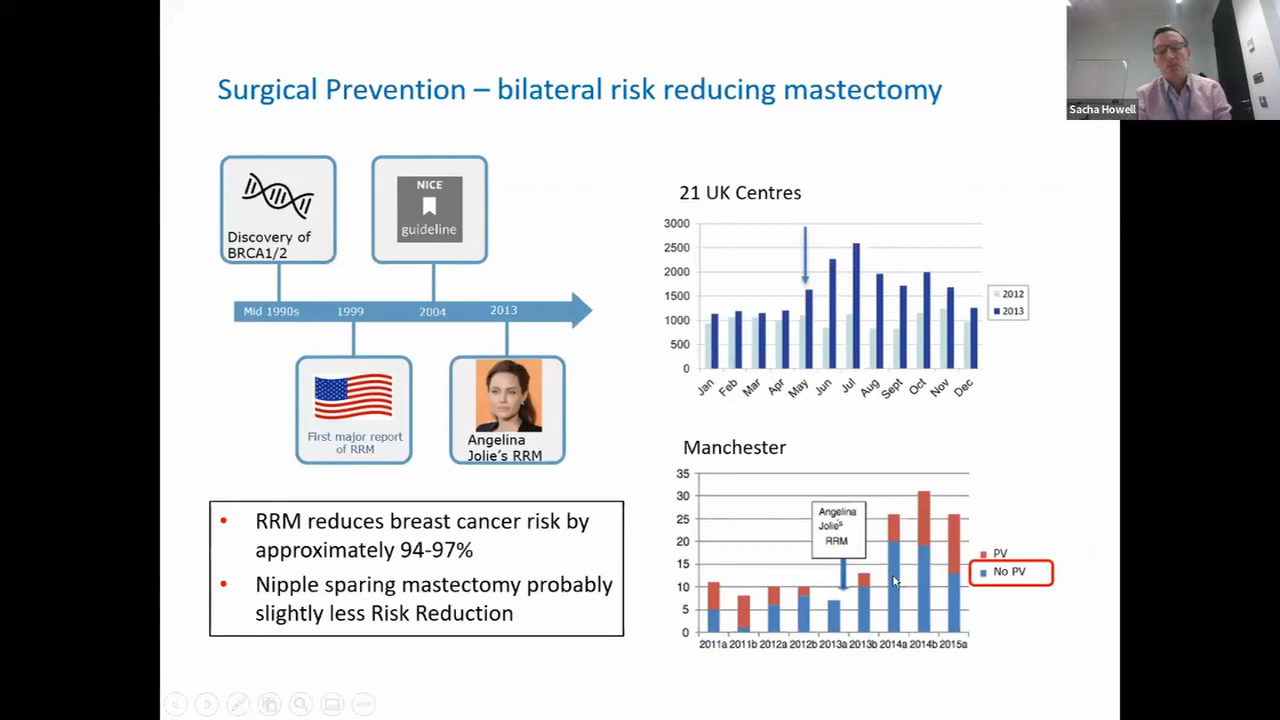 Sacha Howell
Surgical Prevention – bilateral risk reducing mastectomy
Discovery of
BRCA1/2
NICE
guideline
Mid 1990s
1999
2004
2013
First major report
of RRM
Angelina
Jolie's RRM
• RRM reduces breast cancer risk by
approximately 94-97%
• Nipple sparing mastectomy probably
slightly less Risk Reduction
21 UK Centres
3000
2500
2000
1500
1000
500
0
Jan Feb Mar Apr May Jun Jul Aug Sept Oct Nov Dec
2012
2013
Manchester
35
30
25
20
15
10
5
0
Angelina
Jolie's
RRM
2011a 2011b 2012a 2012b 2013a 2013b 2014a 2014b 2015a
PV
No PV